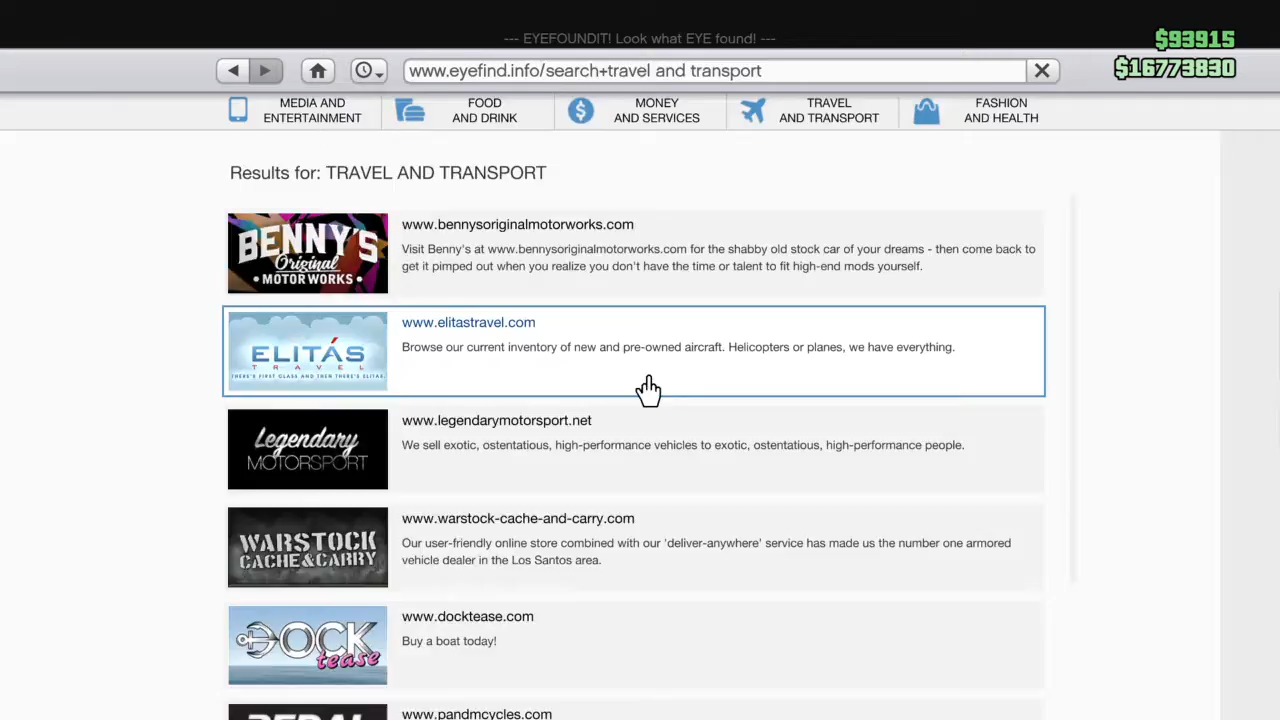 --- EYEFOUNDIT! Look what EYE found! ---
$93915
www.eyefind.info/search+travel and transport
$16773830
MEDIA AND
ENTERTAINMENT
FOOD
AND DRINK
MONEY
AND SERVICES
TRAVEL
AND TRANSPORT
FASHION
AND HEALTH
Results for: TRAVEL AND TRANSPORT
BENNY'S
Original
MOTOR WORKS
www.bennysoriginalmotorworks.com
Visit Benny's at www.bennysoriginalmotorworks.com for the shabby old stock car of your dreams - then come back to
get it pimped out when you realize you don't have the time or talent to fit high-end mods yourself.
ELITÁS
TRAVEL
THERE'S FIRST CLASS AND THEN THERE'S ELITAS.
www.elitastravel.com
Browse our current inventory of new and pre-owned aircraft. Helicopters or planes, we have everything.
Legendary
MOTORSPORT
www.legendarymotorsport.net
We sell exotic, ostentatious, high-performance vehicles to exotic, ostentatious, high-performance people.
WARSTOCK
CACHE&CARRY
www.warstock-cache-and-carry.com
Our user-friendly online store combined with our 'deliver-anywhere' service has made us the number one armored
vehicle dealer in the Los Santos area.
DOCK
tease
www.docktease.com
Buy a boat today!
PEDAL
www.pandmcycles.com